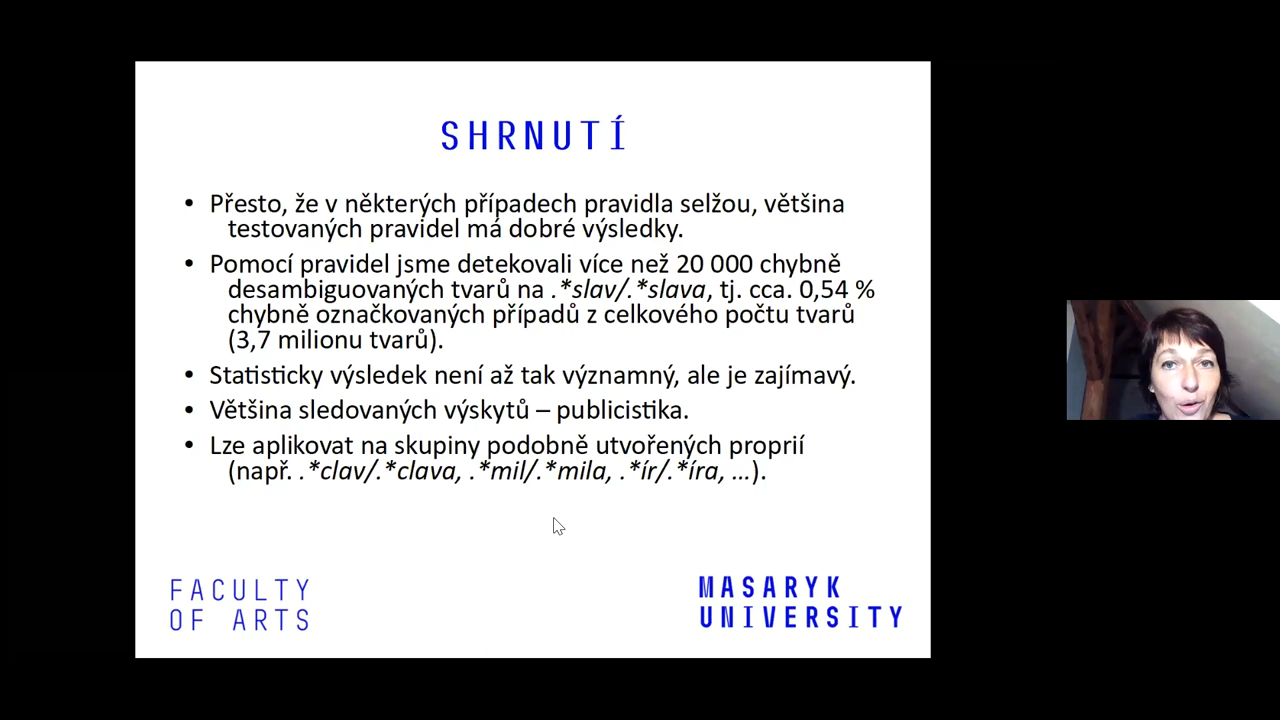 SHRNUTÍ
• Přesto, že v některých případech pravidla selžou, většina
testovaných pravidel má dobré výsledky.
• Pomocí pravidel jsme detekovali více než 20 000 chybně
desambiguovaných tvarů na .*slav/.*slava, tj. cca. 0,54 %
chybně označkovaných případů z celkového počtu tvarů
(3,7 milionu tvarů).
• Statisticky výsledek není až tak významný, ale je zajímavý.
• Většina sledovaných výskytů – publicistika.
• Lze aplikovat na skupiny podobně utvořených proprií
(např. .*clav/.*clava, .*mil/.*mila, .*ír/.*íra, …).
FACULTY
OF ARTS
MASARYK
UNIVERSITY